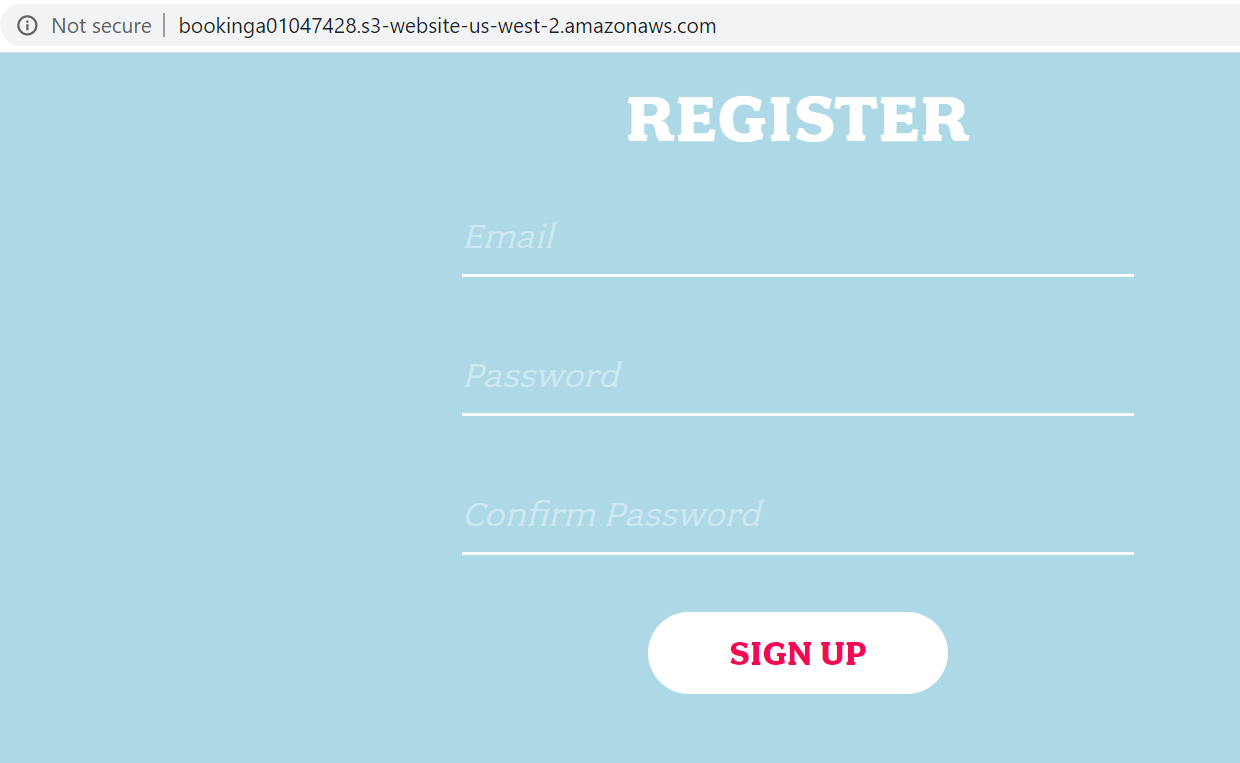 Not secure bookinga01047428.s3-website-us-west-2.amazonaws.com
REGISTER
Email
Password
Confirm Password
SIGN UP